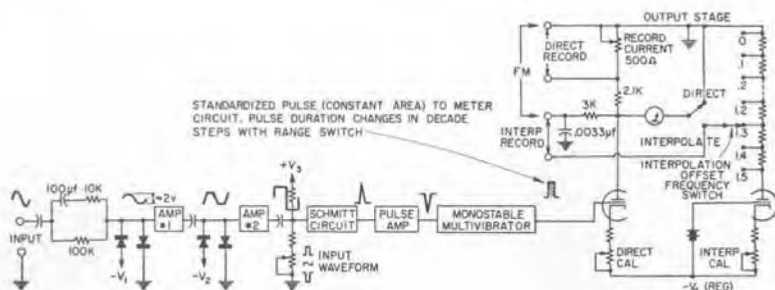 OUTPUT STAGE
DIRECT
RECORD
RECORD
CURRENT
500Ω
0
.1
.2
FM
2.1K
DIRECT
STANDARDIZED PULSE (CONSTANT AREA) TO METER
CIRCUIT, PULSE DURATION CHANGES IN DECADE
STEPS WITH RANGE SWITCH
3K
1.2
1.3
1.4
1.5
INTERP
RECORD
.0033μf
INTERPOLATE
INTERPOLATION
OFFSET
FREQUENCY
SWITCH
+V3
100μμf
10K
≈2V
INPUT
100K
AMP
#1
AMP
#2
SCHMITT
CIRCUIT
PULSE
AMP
MONOSTABLE
MULTIVIBRATOR
-V1
-V2
INPUT
WAVEFORM
DIRECT
CAL
INTERP
CAL
-V4 (REG)